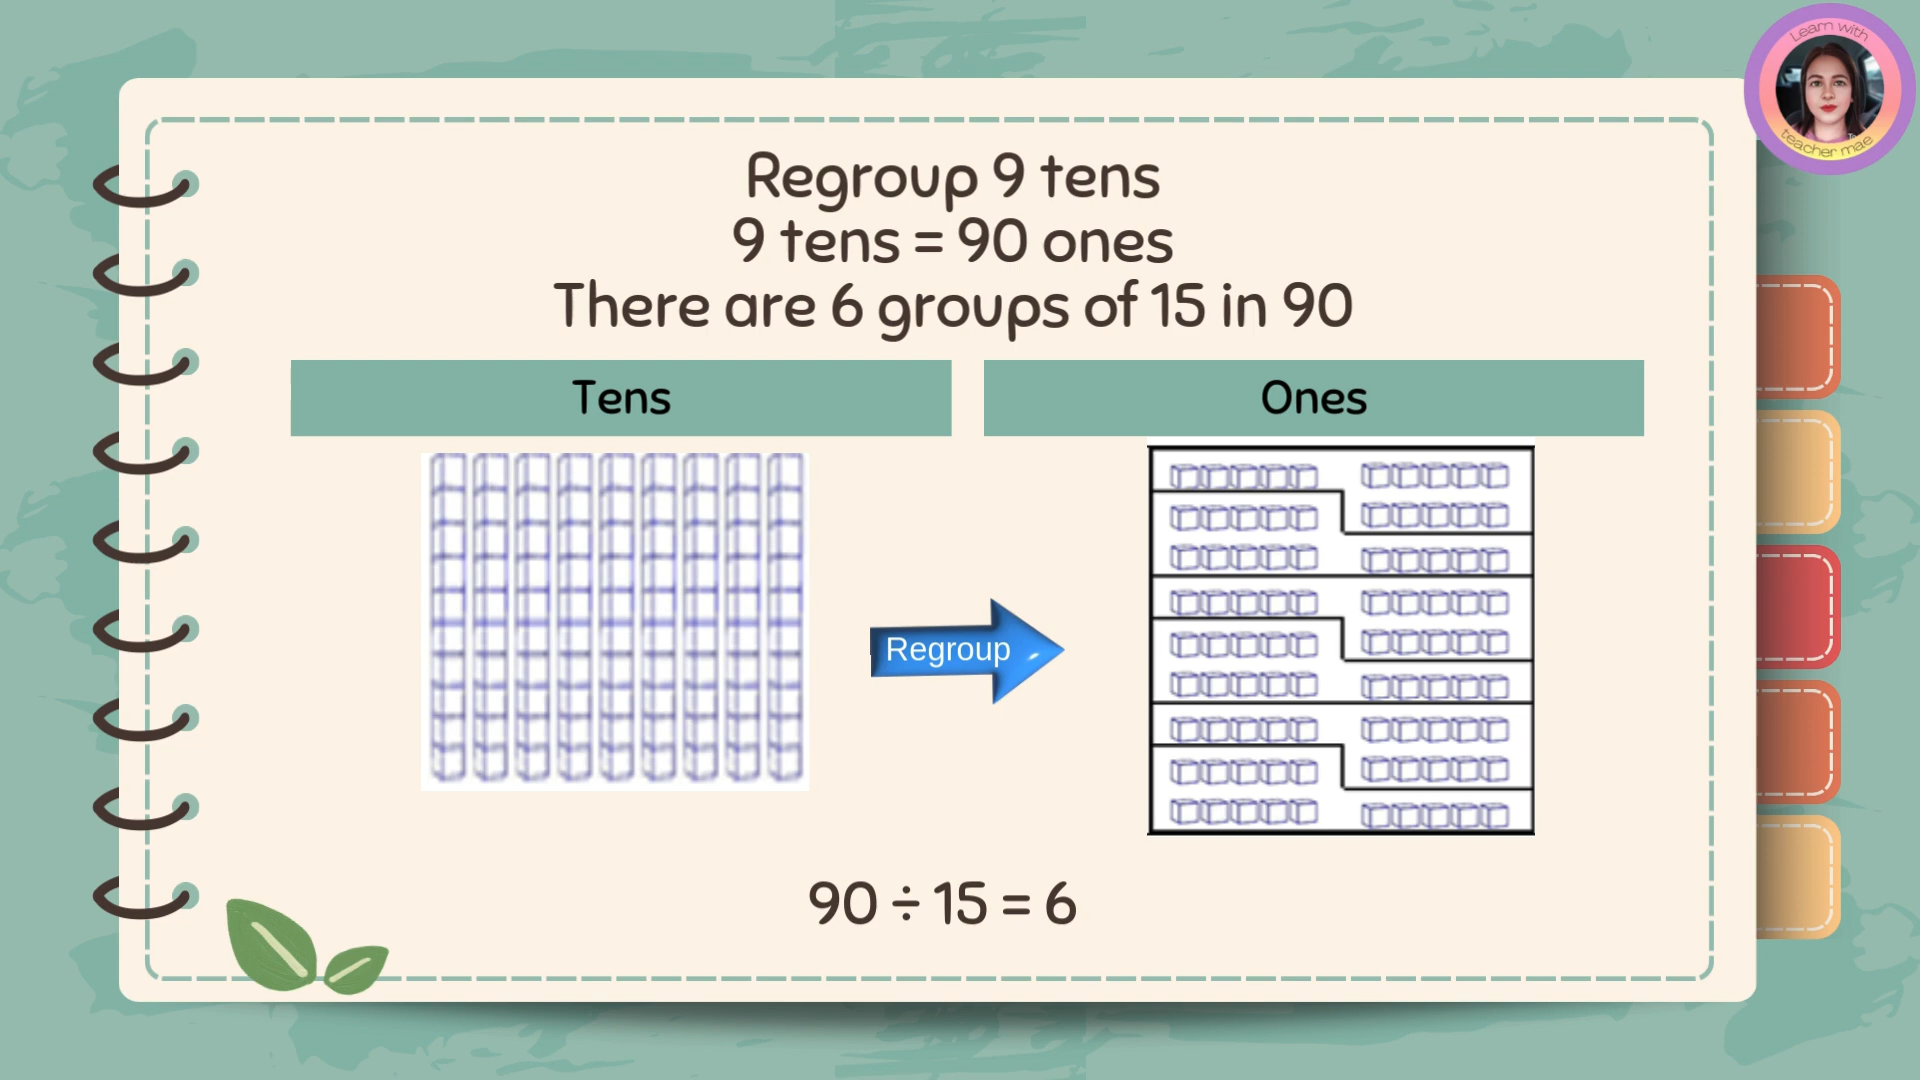 Learn with
teacher mae
Regroup 9 tens
9 tens = 90 ones
There are 6 groups of 15 in 90
Tens
Ones
Regroup
90 ÷ 15 = 6